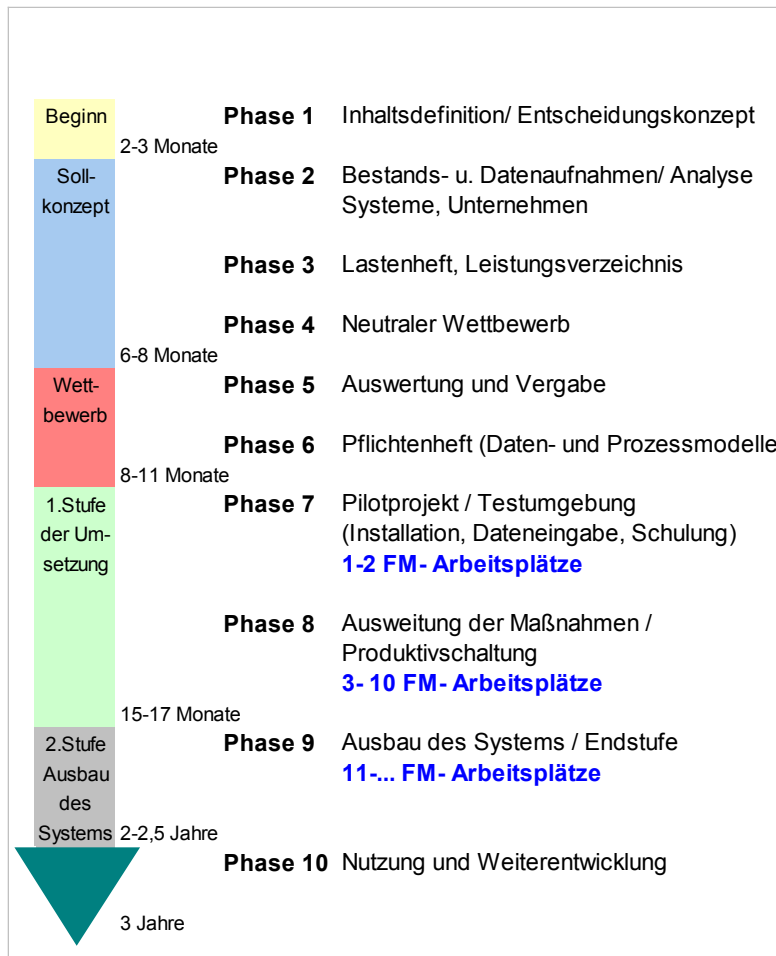 Beginn
Phase 1 Inhaltsdefinition/ Entscheidungskonzept
2-3 Monate
Soll-
konzept
Phase 2 Bestands- u. Datenaufnahmen/ Analyse
Systeme, Unternehmen
Phase 3 Lastenheft, Leistungsverzeichnis
Phase 4 Neutraler Wettbewerb
6-8 Monate
Wett-
bewerb
Phase 5 Auswertung und Vergabe
Phase 6 Pflichtenheft (Daten- und Prozessmodelle
8-11 Monate
1.Stufe
der Um-
setzung
Phase 7 Pilotprojekt / Testumgebung
(Installation, Dateneingabe, Schulung)
1-2 FM- Arbeitsplätze
Phase 8 Ausweitung der Maßnahmen /
Produktivschaltung
3- 10 FM- Arbeitsplätze
15-17 Monate
2.Stufe
Ausbau
des
Systems
Phase 9 Ausbau des Systems / Endstufe
11-... FM- Arbeitsplätze
2-2,5 Jahre
Phase 10 Nutzung und Weiterentwicklung
3 Jahre